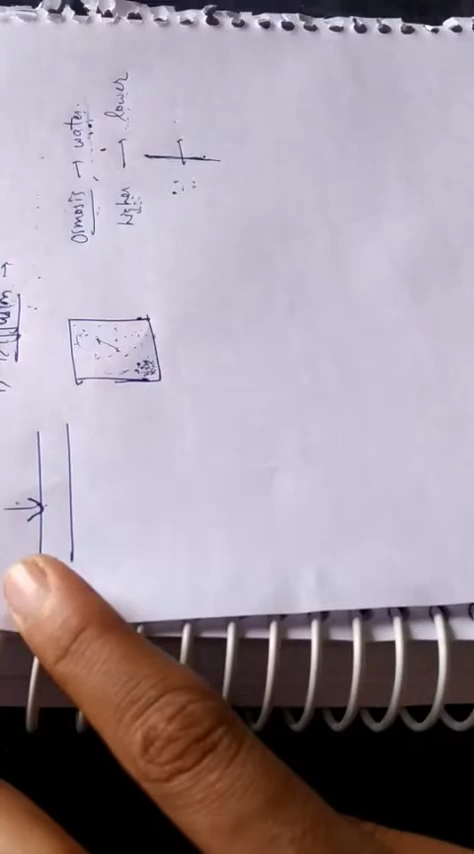 Osmosis → water.
Higher → lower